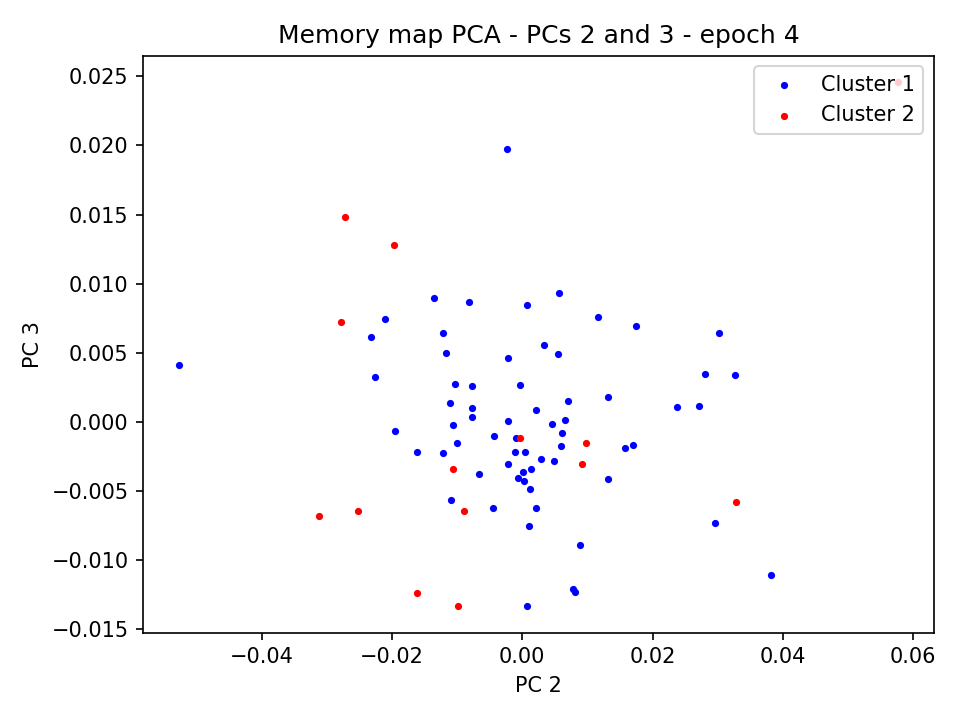 Memory map PCA - PCs 2 and 3 - epoch 4
0.025
0.020
0.015
0.010
0.005
0.000
−0.005
−0.010
−0.015
PC 3
Cluster 1
Cluster 2
−0.04 −0.02 0.00 0.02 0.04 0.06
PC 2